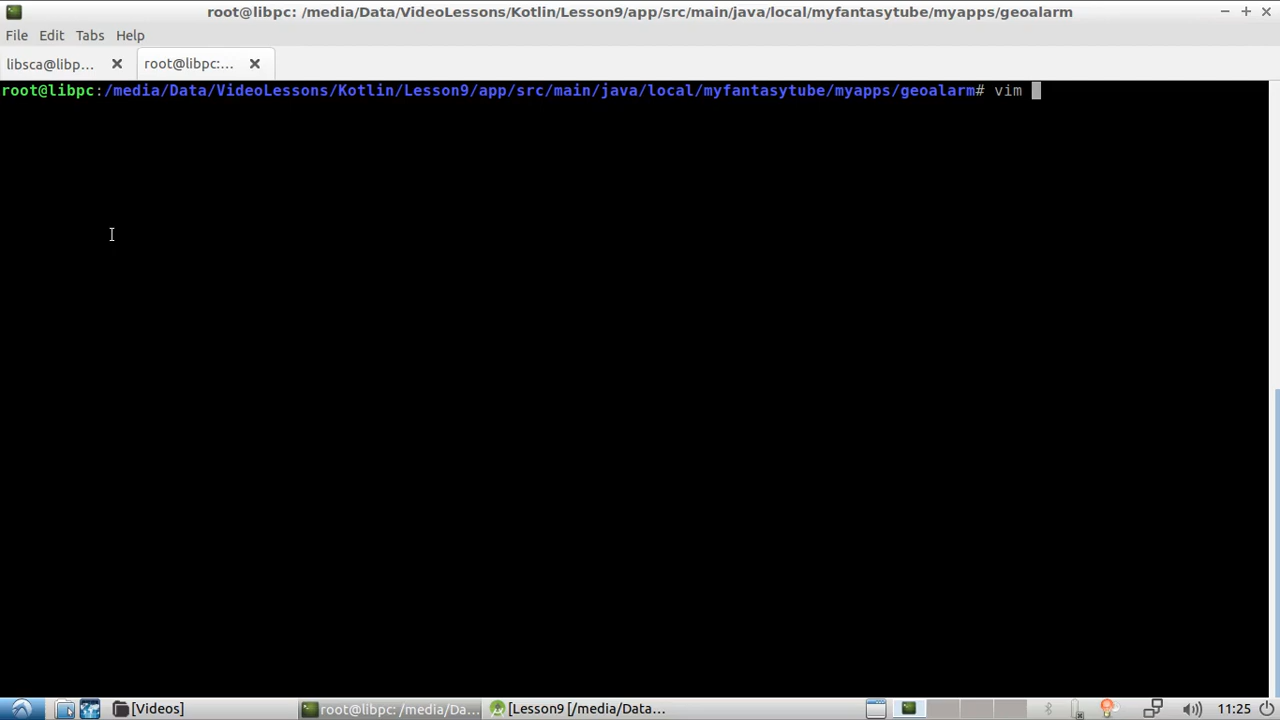 root@libpc: /media/Data/VideoLessons/Kotlin/Lesson9/app/src/main/java/local/myfantasytube/myapps/geoalarm
File Edit Tabs Help
libsca@libp... root@libpc:...
root@libpc:/media/Data/VideoLessons/Kotlin/Lesson9/app/src/main/java/local/myfantasytube/myapps/geoalarm# vim
[Videos] root@libpc: /media/Da... [Lesson9 [/media/Data... 11:25